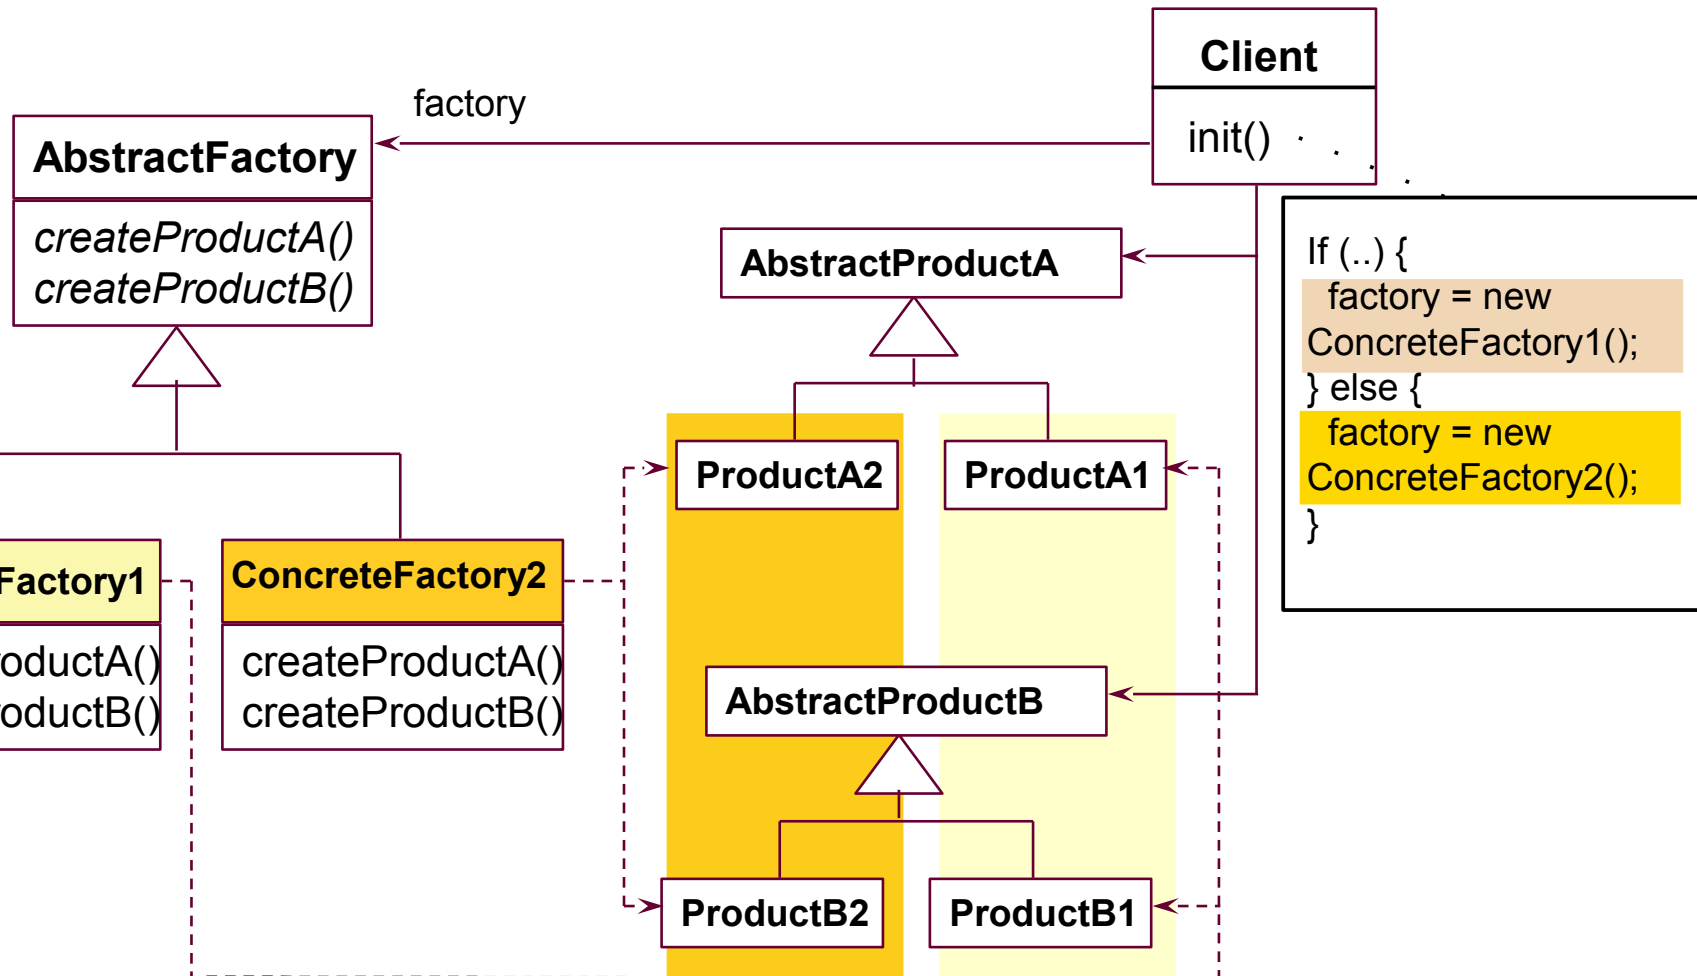 Client
init()
factory
AbstractFactory
createProductA()
createProductB()
AbstractProductA
If (..) {
factory = new
ConcreteFactory1();
} else {
factory = new
ConcreteFactory2();
}
ProductA2
ProductA1
Factory1
oductA()
oductB()
ConcreteFactory2
createProductA()
createProductB()
AbstractProductB
ProductB2
ProductB1